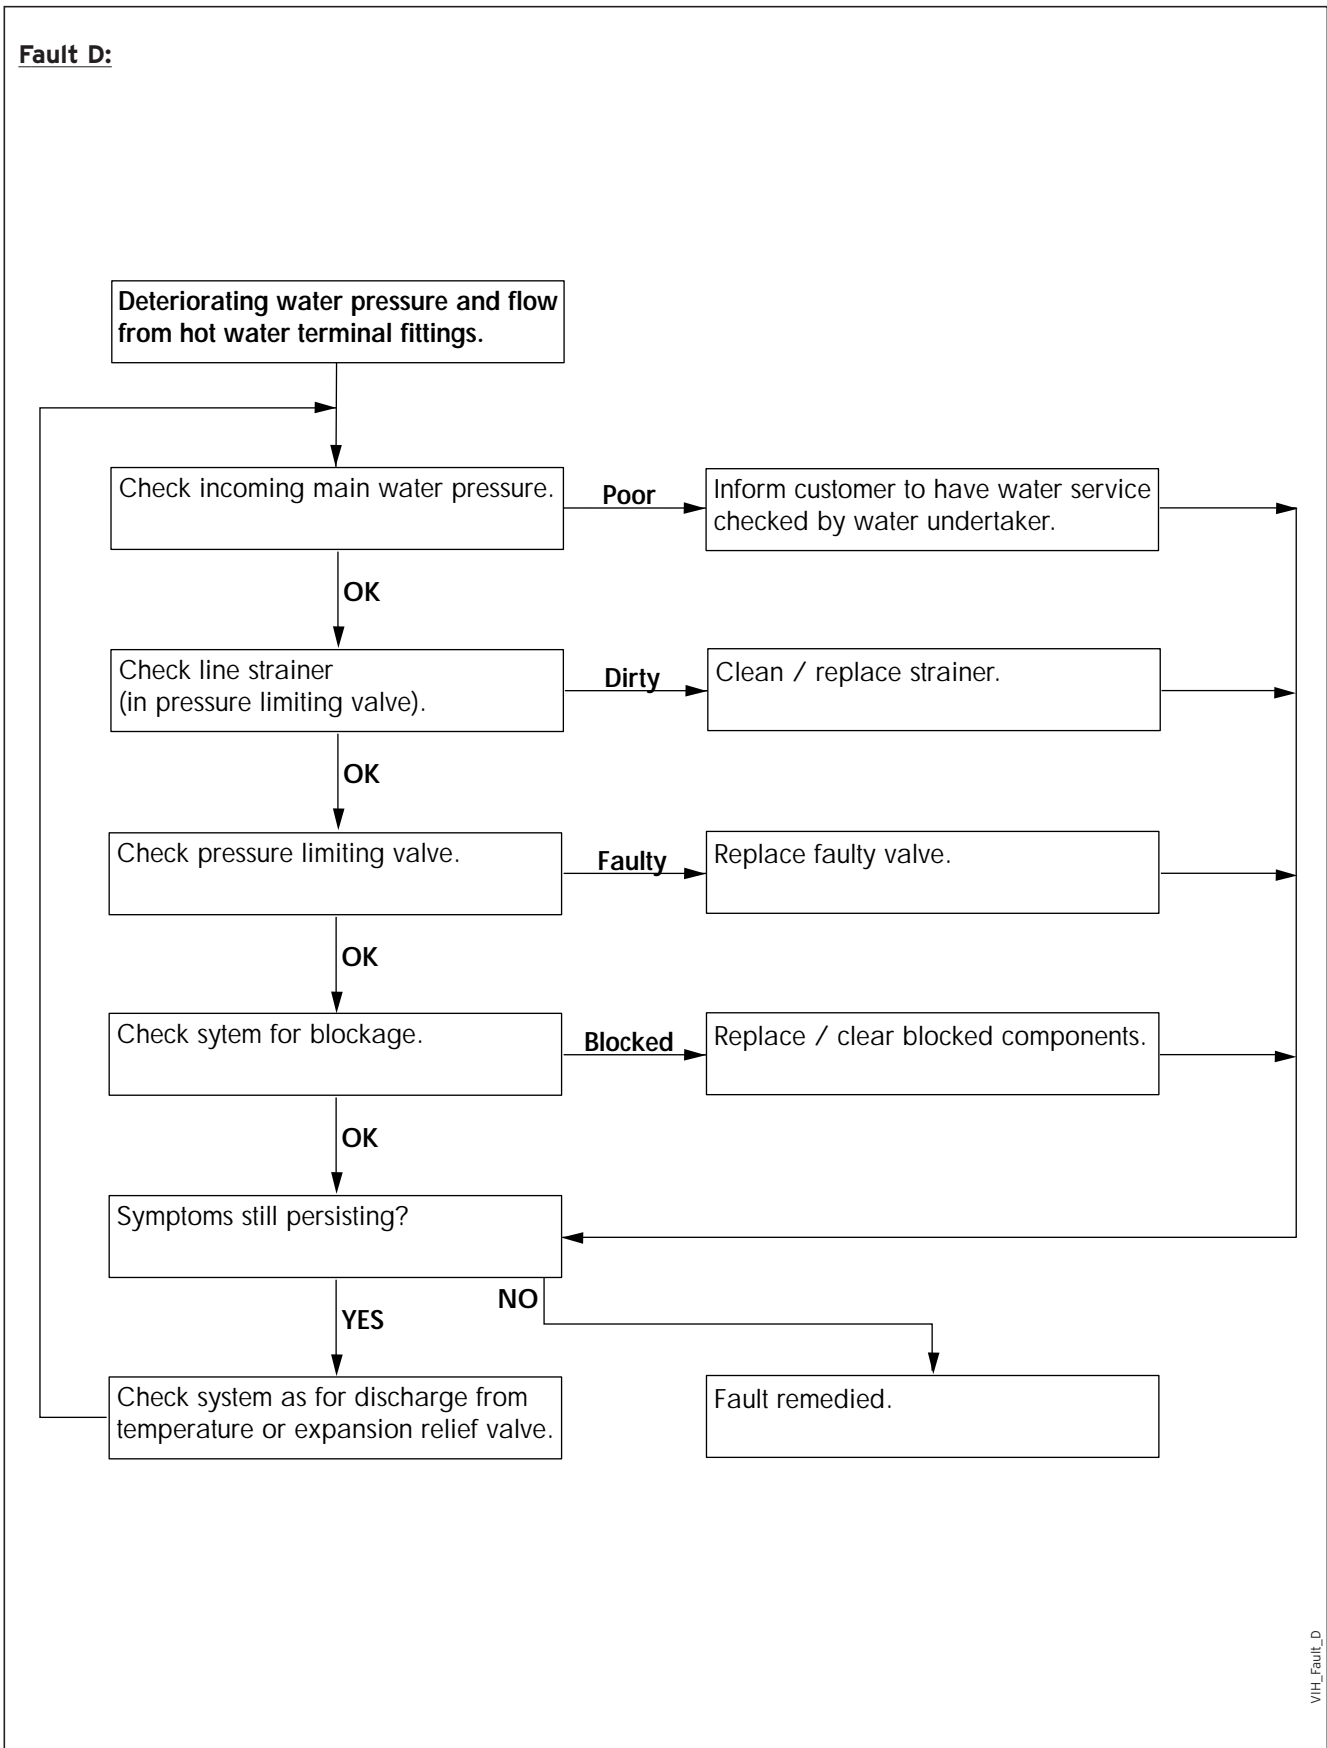 Fault D:
Deteriorating water pressure and flow
from hot water terminal fittings.
Check incoming main water pressure.
Poor
Inform customer to have water service
checked by water undertaker.
OK
Check line strainer
(in pressure limiting valve).
Dirty
Clean / replace strainer.
OK
Check pressure limiting valve.
Faulty
Replace faulty valve.
OK
Check sytem for blockage.
Blocked
Replace / clear blocked components.
OK
Symptoms still persisting?
NO
YES
Check system as for discharge from
temperature or expansion relief valve.
Fault remedied.
VIH_Fault_D